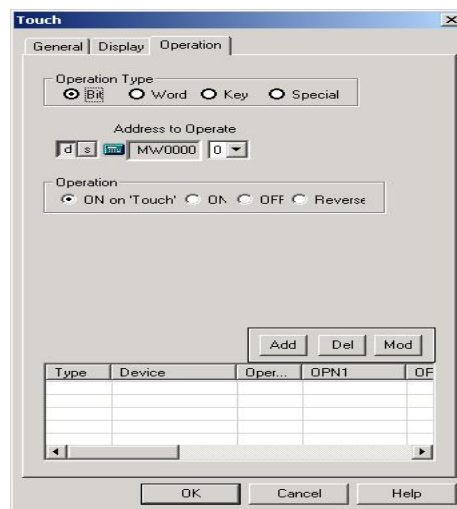 Touch
General Display Operation
Operation Type
Bit Word Key Special
Address to Operate
d s MW0000 0
Operation
ON on 'Touch' ON OFF Reverse
Add Del Mod
Type Device Oper... OPN1 OF
OK Cancel Help